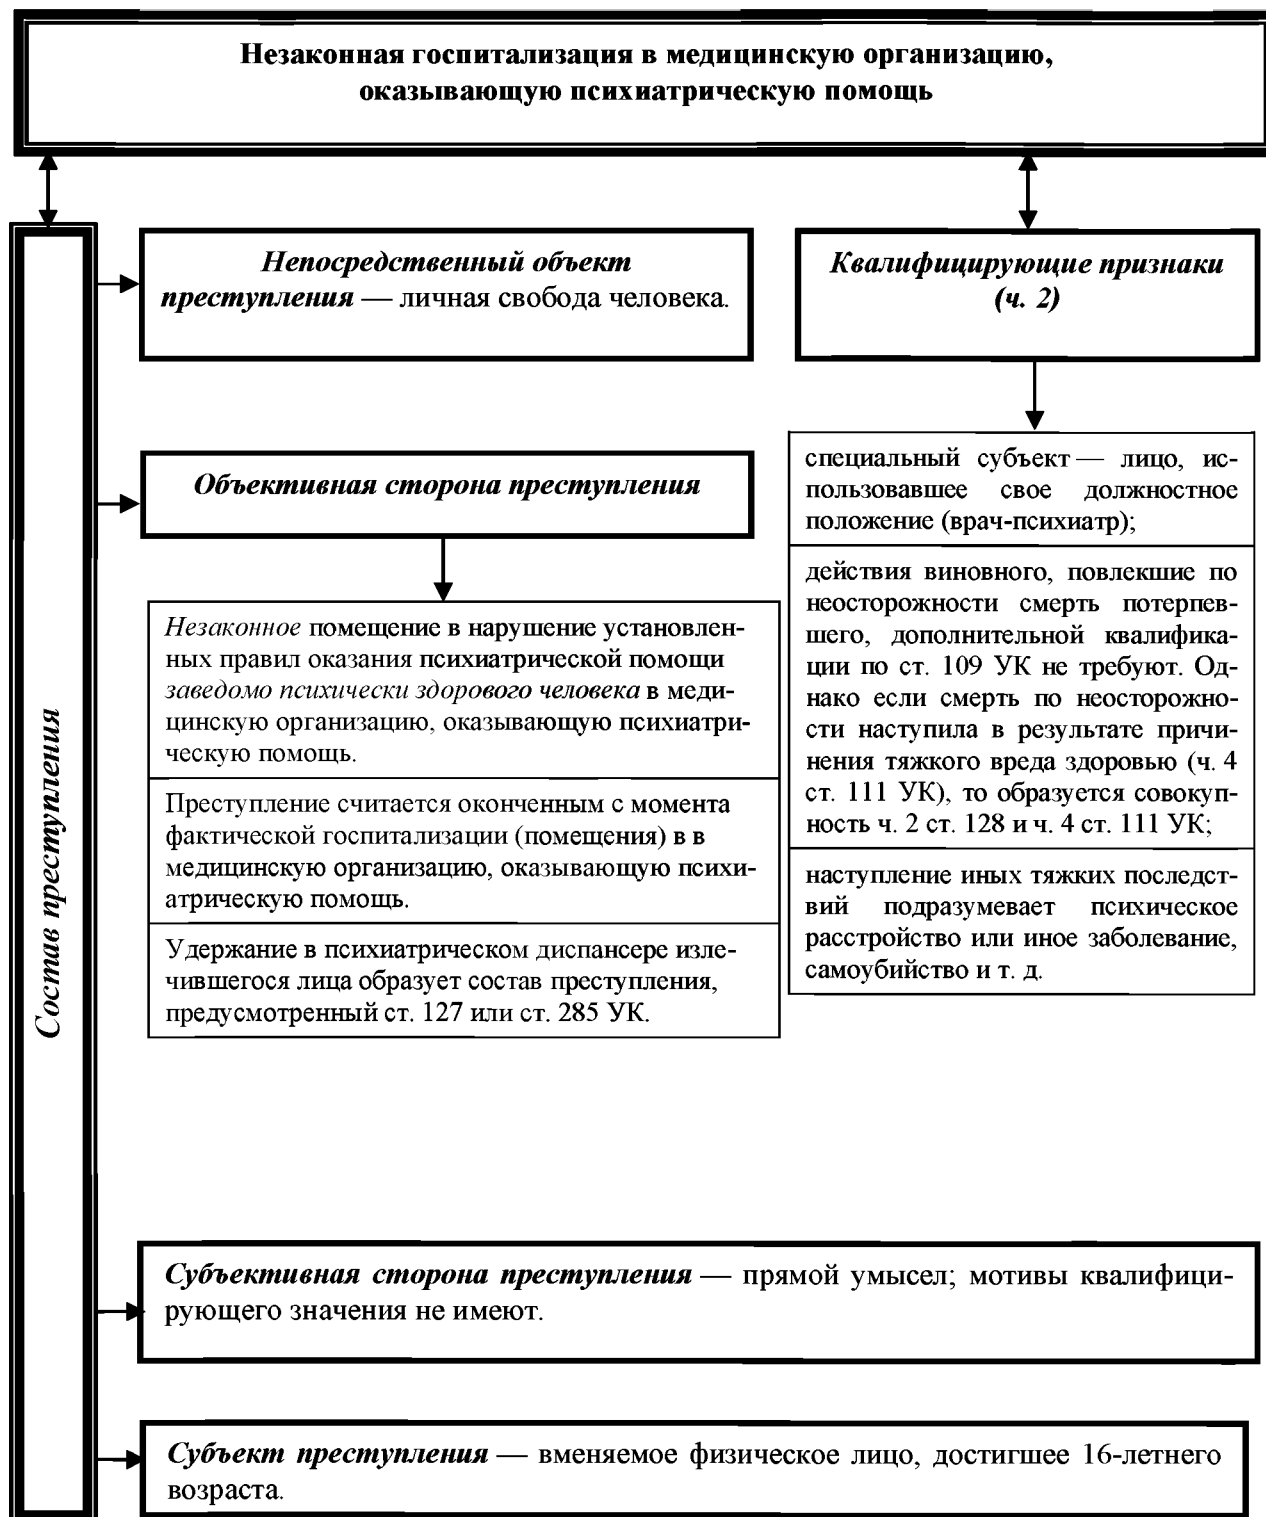 Незаконная госпитализация в медицинскую организацию,
оказывающую психиатрическую помощь
Состав преступления
Непосредственный объект
преступления — личная свобода человека.
Объективная сторона преступления
Незаконное помещение в нарушение установлен-
ных правил оказания психиатрической помощи
заведомо психически здорового человека в меди-
цинскую организацию, оказывающую психиатри-
ческую помощь.
Преступление считается оконченным с момента
фактической госпитализации (помещения) в в
медицинскую организацию, оказывающую психи-
атрическую помощь.
Удержание в психиатрическом диспансере изле-
чившегося лица образует состав преступления,
предусмотренный ст. 127 или ст. 285 УК.
Квалифицирующие признаки
(ч. 2)
специальный субъект — лицо, ис-
пользовавшее свое должностное
положение (врач-психиатр);
действия виновного, повлекшие по
неосторожности смерть потерпев-
шего, дополнительной квалифика-
ции по ст. 109 УК не требуют. Од-
нако если смерть по неосторожно-
сти наступила в результате причи-
нения тяжкого вреда здоровью (ч. 4
ст. 111 УК), то образуется совокуп-
ность ч. 2 ст. 128 и ч. 4 ст. 111 УК;
наступление иных тяжких последст-
вий подразумевает психическое
расстройство или иное заболевание,
самоубийство и т. д.
Субъективная сторона преступления — прямой умысел; мотивы квалифици-
рующего значения не имеют.
Субъект преступления — вменяемое физическое лицо, достигшее 16-летнего
возраста.